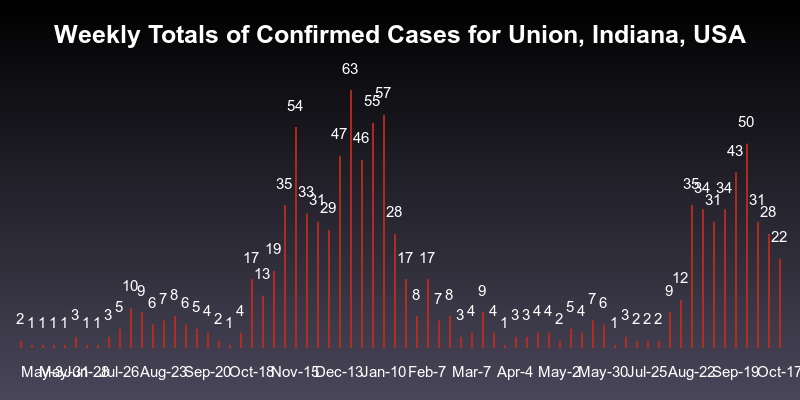 Weekly Totals of Confirmed Cases for Union, Indiana, USA
2 1 1 1 1 3 1 1 3 5 10 9 6 7 8 6 5 4 2 1 4 17 13 19 35 54 33 31 29 47 63 46 55 57 28 17 8 17 7 8 3 4 9 4 1 3 3 4 4 2 5 4 7 6 1 3 2 2 2 9 12 35 34 31 34 43 50 31 28 22
May-31 Jun-28 Jul-26 Aug-23 Sep-20 Oct-18 Nov-15 Dec-13 Jan-10 Feb-7 Mar-7 Apr-4 May-2 May-30 Jul-25 Aug-22 Sep-19 Oct-17